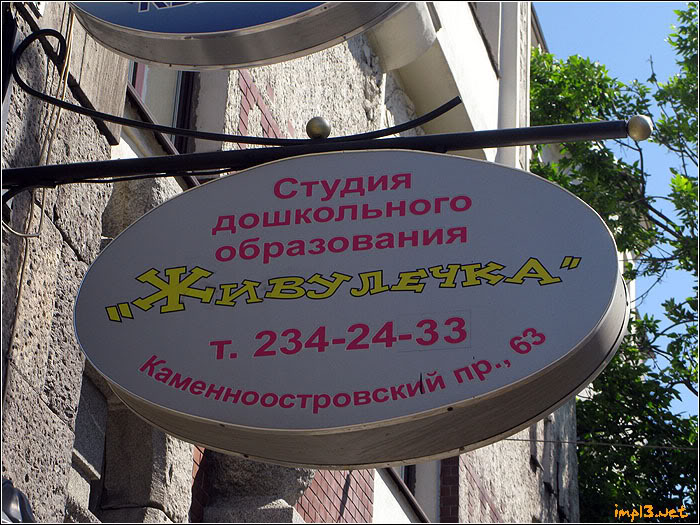 Студия
дошкольного
образования
"Живулечка"
т. 234-24-33
Каменноостровский пр., 63
impl3.net